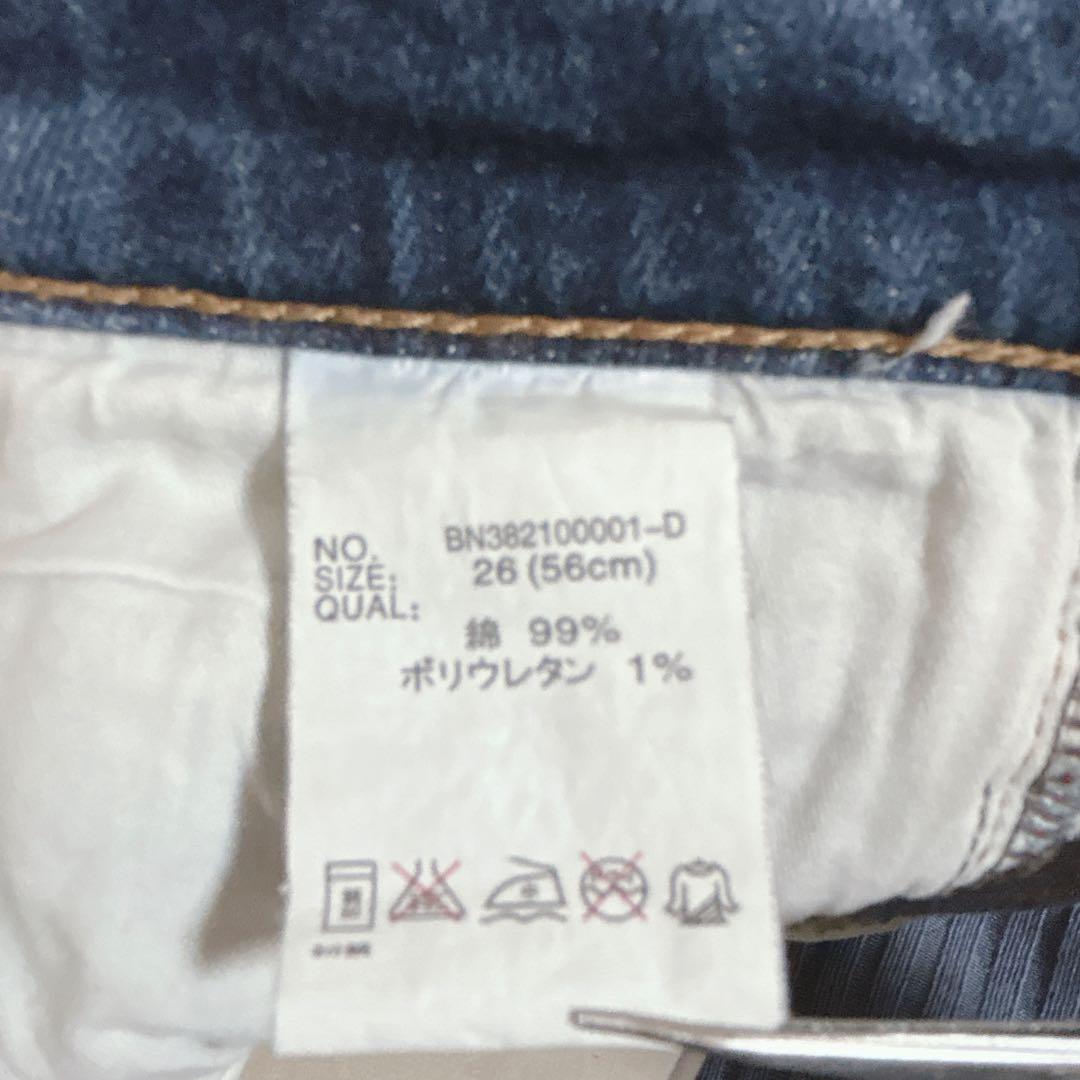 NO. BN382100001-D
SIZE: 26 (56cm)
QUAL:
綿 99%
ポリウレタン 1%